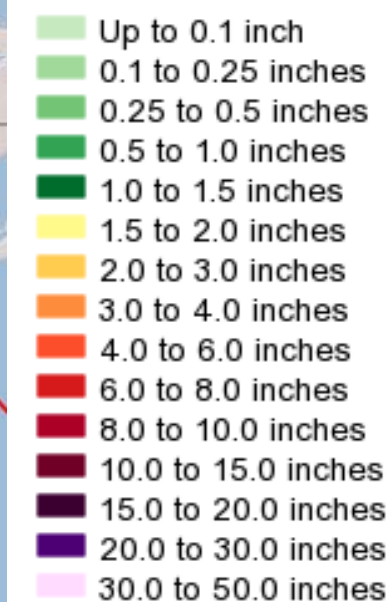 Up to 0.1 inch
0.1 to 0.25 inches
0.25 to 0.5 inches
0.5 to 1.0 inches
1.0 to 1.5 inches
1.5 to 2.0 inches
2.0 to 3.0 inches
3.0 to 4.0 inches
4.0 to 6.0 inches
6.0 to 8.0 inches
8.0 to 10.0 inches
10.0 to 15.0 inches
15.0 to 20.0 inches
20.0 to 30.0 inches
30.0 to 50.0 inches